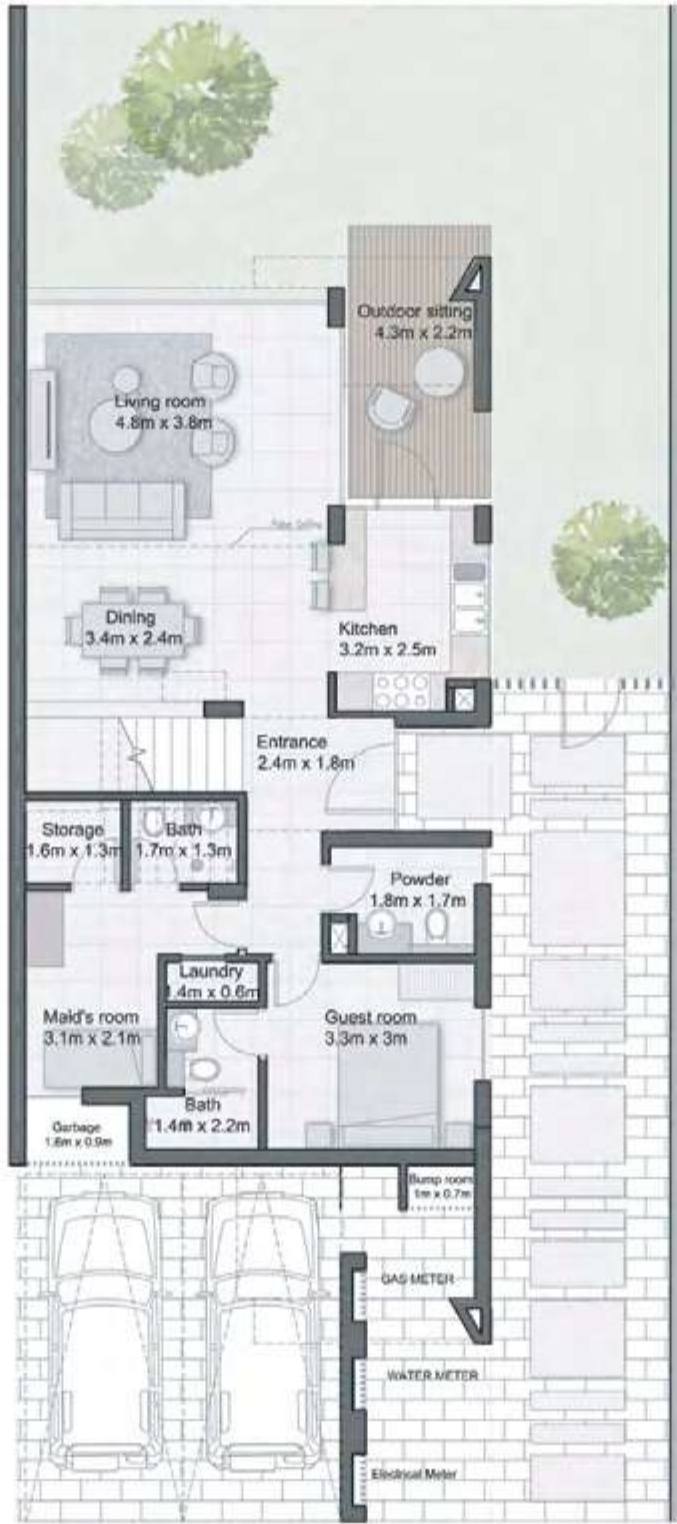 Outdoor sitting
4.3m x 2.2m
Living room
4.8m x 3.8m
Dining
3.4m x 2.4m
Kitchen
3.2m x 2.5m
Entrance
2.4m x 1.8m
Storage
1.6m x 1.3m
Bath
1.7m x 1.3m
Powder
1.8m x 1.7m
Laundry
1.4m x 0.6m
Maid's room
3.1m x 2.1m
Guest room
3.3m x 3m
Bath
1.4m x 2.2m
Garbage
1.6m x 0.9m
Bump room
1m x 0.7m
GAS METER
WATER METER
Electrical Meter